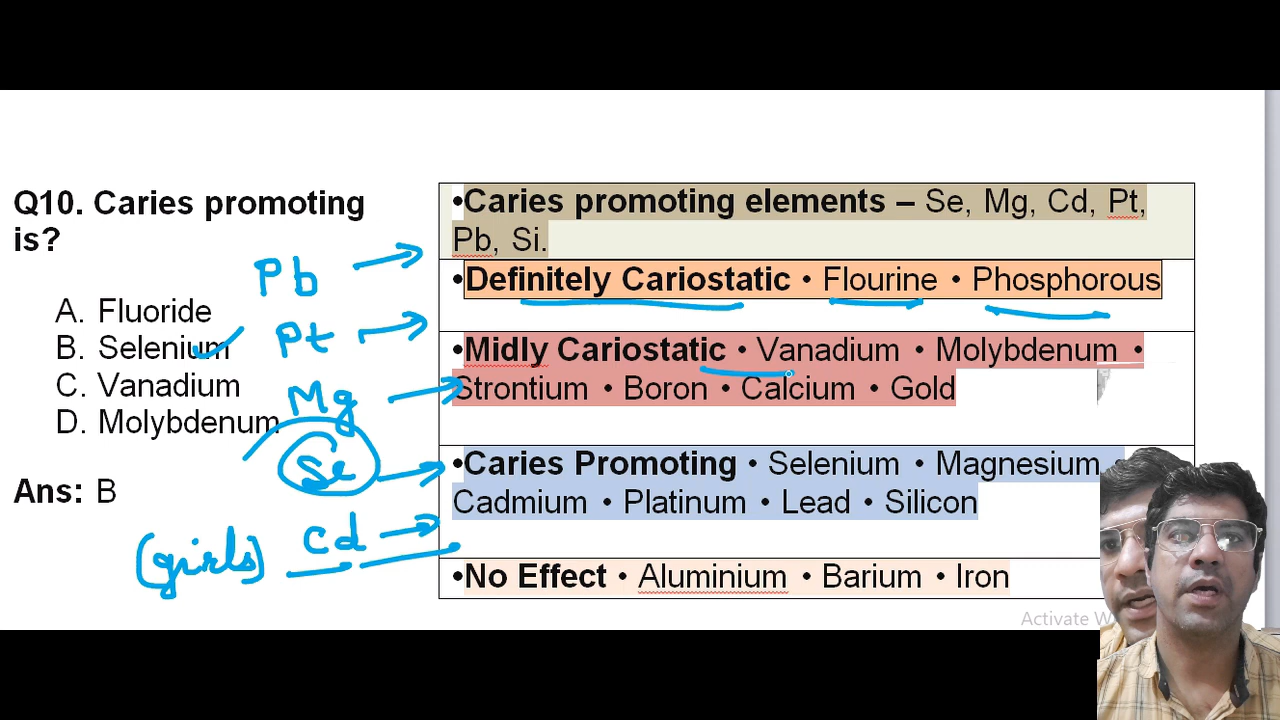 Q10. Caries promoting
is?
A. Fluoride
B. Selenium
C. Vanadium
D. Molybdenum
Ans: B
Pb
Pt
Mg
Se
(girls) Cd
•Caries promoting elements – Se, Mg, Cd, Pt,
Pb, Si.
•Definitely Cariostatic • Flourine • Phosphorous
•Midly Cariostatic • Vanadium • Molybdenum •
Strontium • Boron • Calcium • Gold
•Caries Promoting • Selenium • Magnesium
Cadmium • Platinum • Lead • Silicon
•No Effect • Aluminium • Barium • Iron
Activate